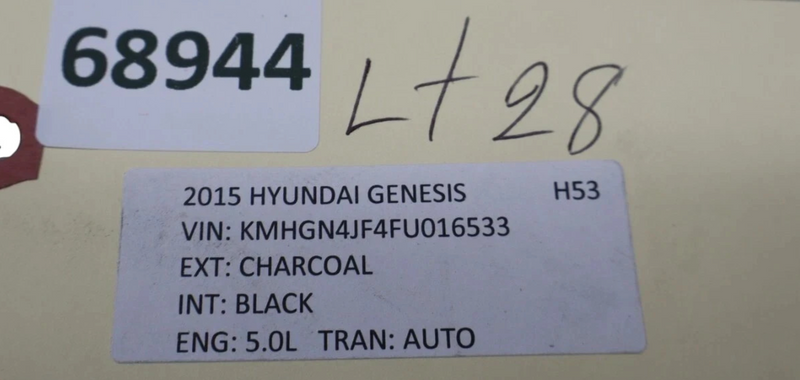 68944
Lt 28
2015 HYUNDAI GENESIS H53
VIN: KMHGN4JF4FU016533
EXT: CHARCOAL
INT: BLACK
ENG: 5.0L TRAN: AUTO